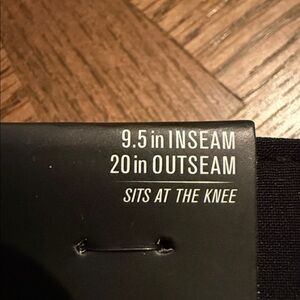 9.5 in INSEAM
20 in OUTSEAM
SITS AT THE KNEE